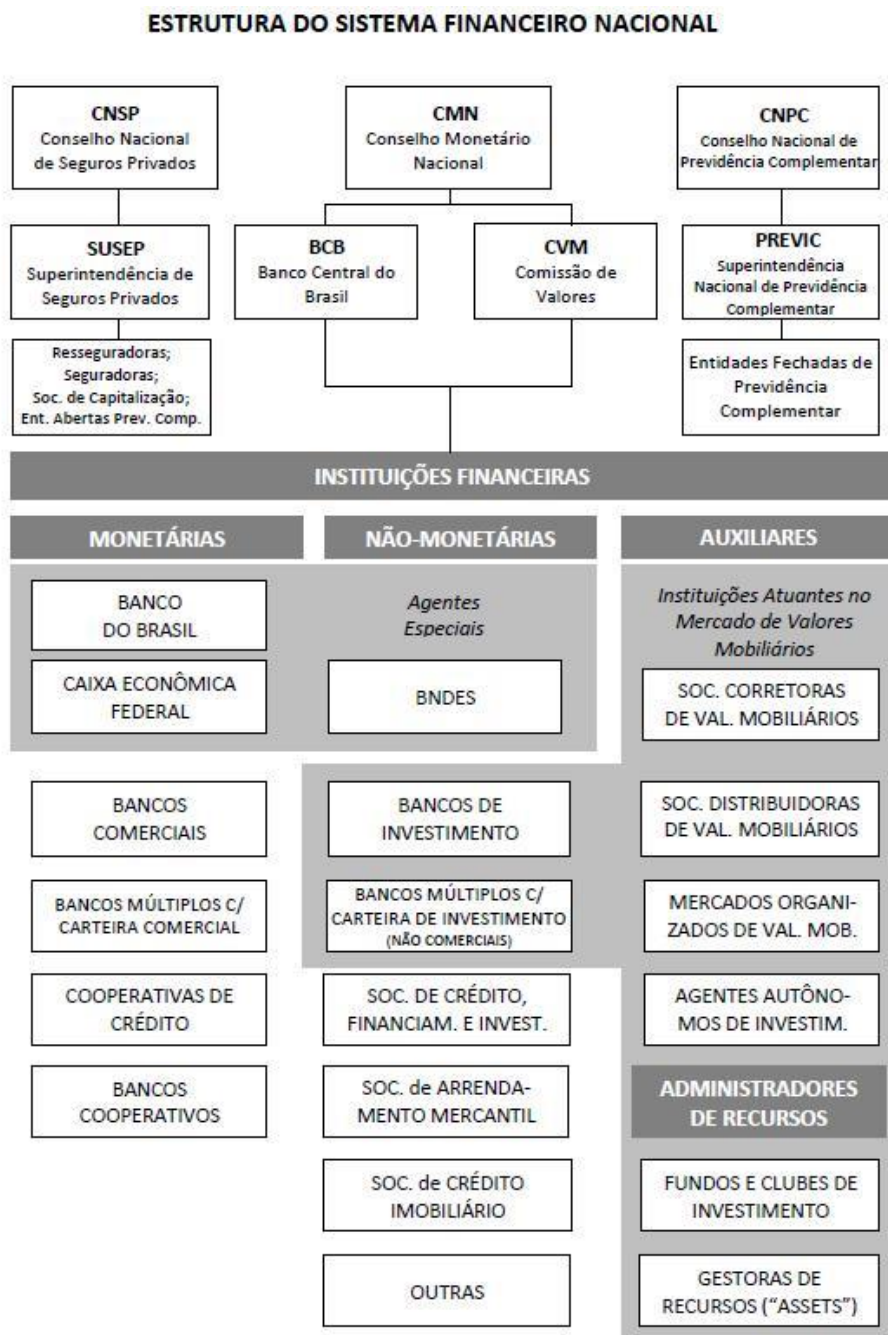 ESTRUTURA DO SISTEMA FINANCEIRO NACIONAL
CNSP
Conselho Nacional
de Seguros Privados
CMN
Conselho Monetário
Nacional
CNPC
Conselho Nacional de
Previdência Complementar
SUSEP
Superintendência de
Seguros Privados
BCB
Banco Central do
Brasil
CVM
Comissão de
Valores
PREVIC
Superintendência
Nacional de Previdência
Complementar
Resseguradoras;
Seguradoras;
Soc. de Capitalização;
Ent. Abertas Prev. Comp.
Entidades Fechadas de
Previdência
Complementar
INSTITUIÇÕES FINANCEIRAS
MONETÁRIAS
BANCO
DO BRASIL
CAIXA ECONÔMICA
FEDERAL
BANCOS
COMERCIAIS
BANCOS MÚLTIPLOS C/
CARTEIRA COMERCIAL
COOPERATIVAS DE
CRÉDITO
BANCOS
COOPERATIVOS
NÃO-MONETÁRIAS
Agentes
Especiais
BNDES
BANCOS DE
INVESTIMENTO
BANCOS MÚLTIPLOS C/
CARTEIRA DE INVESTIMENTO
(NÃO COMERCIAIS)
SOC. DE CRÉDITO,
FINANCIAM. E INVEST.
SOC. de ARRENDA-
MENTO MERCANTIL
SOC. de CRÉDITO
IMOBILIÁRIO
OUTRAS
AUXILIARES
Instituições Atuantes no
Mercado de Valores
Mobiliários
SOC. CORRETORAS
DE VAL. MOBILIÁRIOS
SOC. DISTRIBUIDORAS
DE VAL. MOBILIÁRIOS
MERCADOS ORGANI-
ZADOS DE VAL. MOB.
AGENTES AUTÔNO-
MOS DE INVESTIM.
ADMINISTRADORES
DE RECURSOS
FUNDOS E CLUBES DE
INVESTIMENTO
GESTORAS DE
RECURSOS (“ASSETS”)